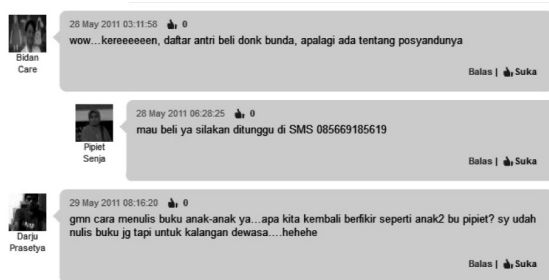 28 May 2011 03:11:58 0
wow...kereeeeeen, daftar antri beli donk bunda, apalagi ada tentang posyandunya
Bidan
Care
Balas | Suka
28 May 2011 06:28:25 0
mau beli ya silakan ditunggu di SMS 085669185619
Pipiet
Senja
Balas | Suka
29 May 2011 08:16:20 0
gmn cara menulis buku anak-anak ya...apa kita kembali berfikir seperti anak2 bu pipiet? sy udah
nulis buku jg tapi untuk kalangan dewasa....hehehe
Darju
Prasetya
Balas | Suka